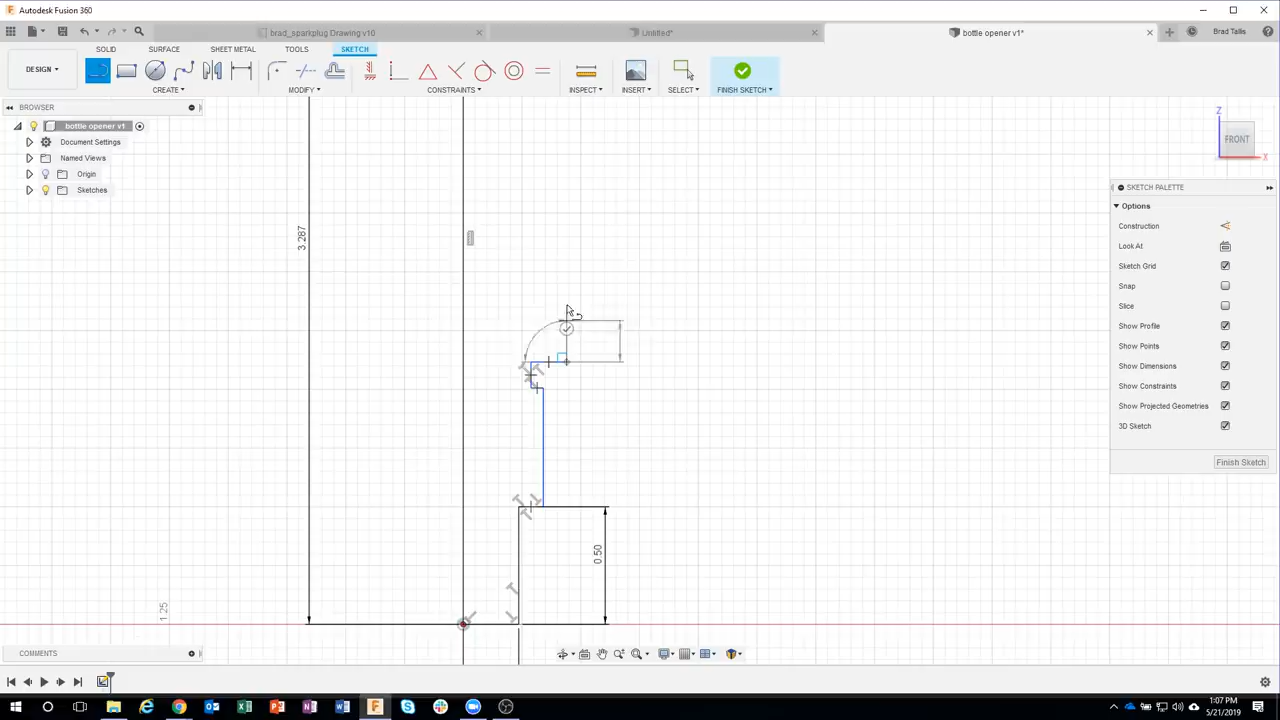 Autodesk Fusion 360
brad_sparkplug Drawing v10
Untitled*
bottle opener v1*
Brad Tallis
SOLID
SURFACE
SHEET METAL
TOOLS
SKETCH
DESIGN
CREATE
MODIFY
CONSTRAINTS
INSPECT
INSERT
SELECT
FINISH SKETCH
BROWSER
bottle opener v1
Document Settings
Named Views
Origin
Sketches
Z
FRONT
X
SKETCH PALETTE
Options
Construction
Look At
Sketch Grid
Snap
Slice
Show Profile
Show Points
Show Dimensions
Show Constraints
Show Projected Geometries
3D Sketch
Finish Sketch
3.287
0.50
1.25
COMMENTS
1:07 PM
5/21/2019